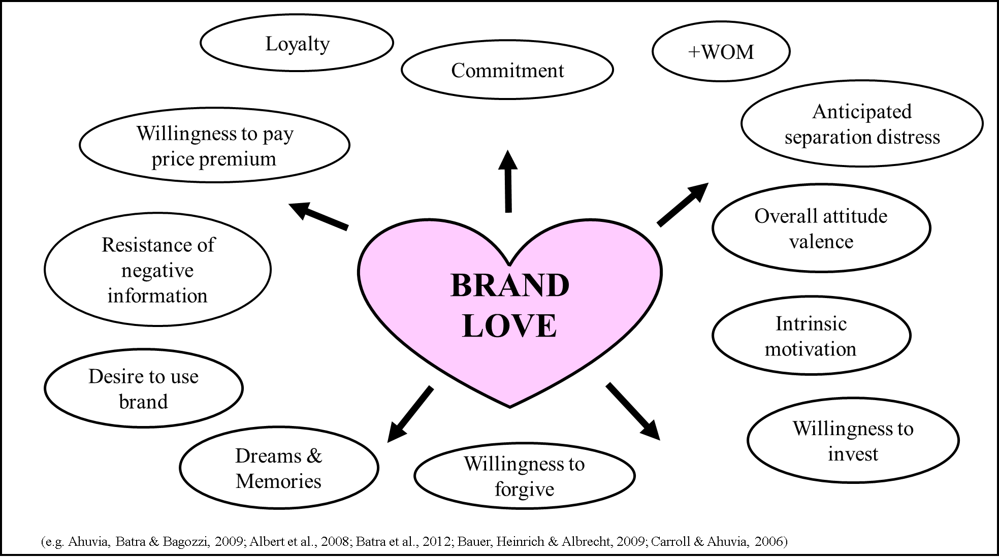 Loyalty
Commitment
+WOM
Anticipated
separation distress
Willingness to pay
price premium
Overall attitude
valence
Resistance of
negative
information
BRAND
LOVE
Intrinsic
motivation
Desire to use
brand
Willingness to
invest
Dreams &
Memories
Willingness to
forgive
(e.g. Ahuvia, Batra & Bagozzi, 2009; Albert et al., 2008; Batra et al., 2012; Bauer, Heinrich & Albrecht, 2009; Carroll & Ahuvia, 2006)